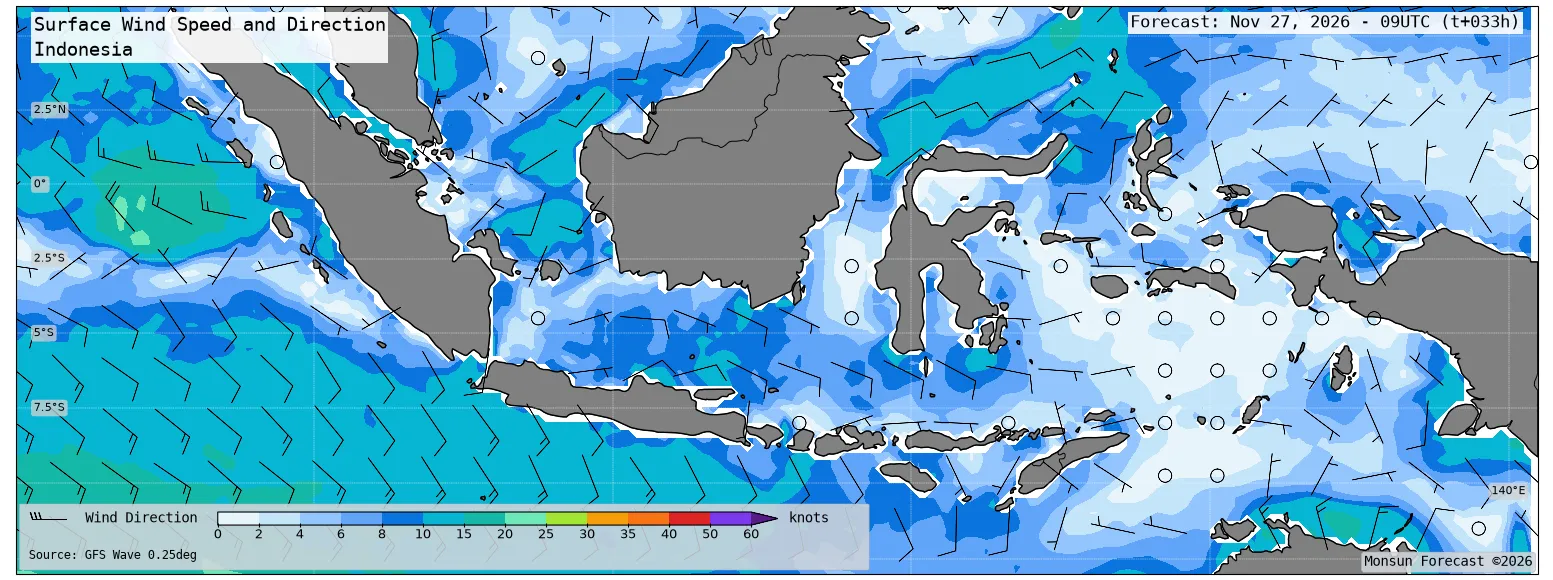 Surface Wind Speed and Direction
Indonesia
Forecast: Nov 27, 2026 - 09UTC (t+033h)
2.5°N
0°
2.5°S
5°S
7.5°S
140°E
Wind Direction
knots
0 2 4 6 8 10 15 20 25 30 35 40 50 60
Source: GFS Wave 0.25deg
Monsun Forecast ©2026